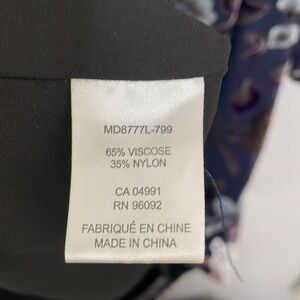 MD8777L-799
65% VISCOSE
35% NYLON
CA 04991
RN 96092
FABRIQUÉ EN CHINE
MADE IN CHINA